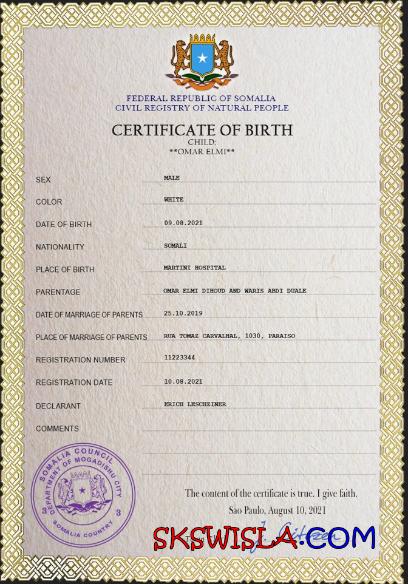 FEDERAL REPUBLIC OF SOMALIA
CIVIL REGISTRY OF NATURAL PEOPLE
CERTIFICATE OF BIRTH
CHILD:
**OMAR ELMI**
SEX MALE
COLOR WHITE
DATE OF BIRTH 09.08.2021
NATIONALITY SOMALI
PLACE OF BIRTH MARTINI HOSPITAL
PARENTAGE OMAR ELMI DIHOUD AND WARIS ABDI DUALE
DATE OF MARRIAGE OF PARENTS 25.10.2019
PLACE OF MARRIAGE OF PARENTS RUA TOMAZ CARVALHAL, 1030, PARAISO
REGISTRATION NUMBER 11223344
REGISTRATION DATE 10.08.2021
DECLARANT ERICH LESCHEINER
COMMENTS
SOMALIA COUNCIL
DEPARTMENT OF MOGADISHU CITY
3 3
SOMALIA COUNTRY
The content of the certificate is true. I give faith.
Sao Paulo, August 10, 2021
J. Citizen
SKSWISLA.COM